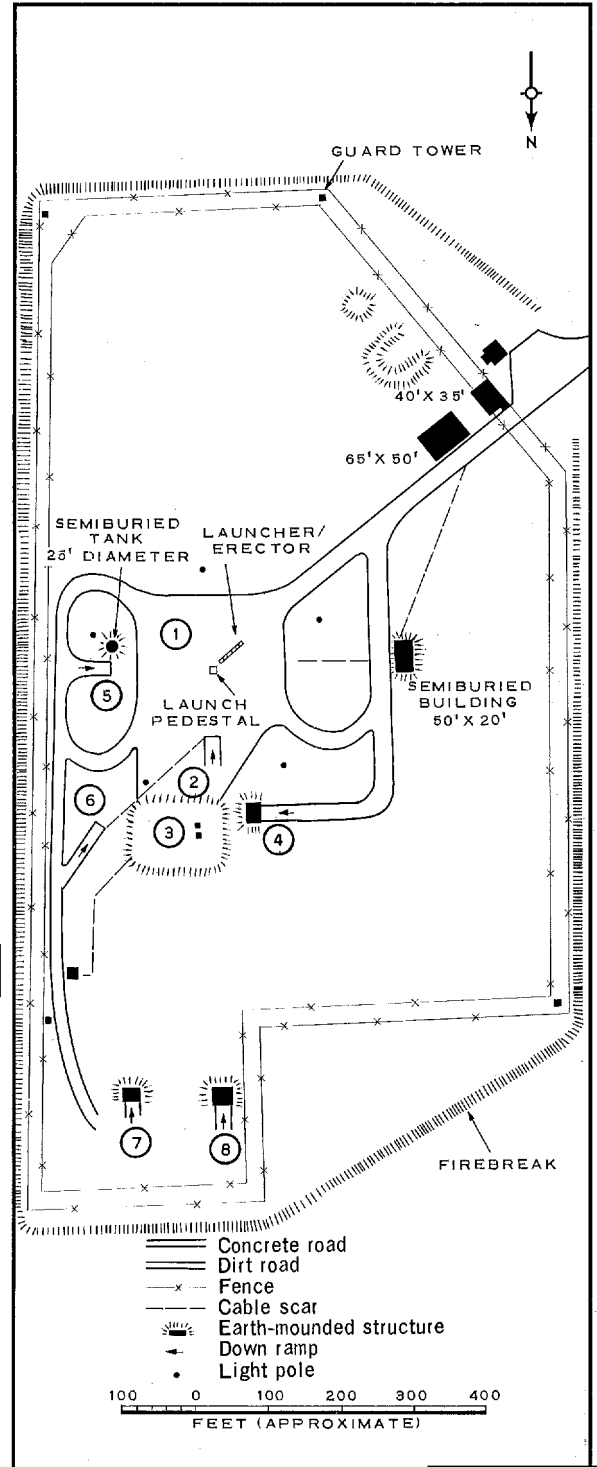 N
GUARD TOWER
40' X 35'
65' X 50'
SEMIBURIED
TANK
25' DIAMETER
LAUNCHER/
ERECTOR
1
5
LAUNCH
PEDESTAL
SEMIBURIED
BUILDING
50' X 20'
2
6
3
4
7
8
FIREBREAK
Concrete road
Dirt road
Fence
Cable scar
Earth-mounded structure
Down ramp
Light pole
100 0 100 200 300 400
FEET (APPROXIMATE)